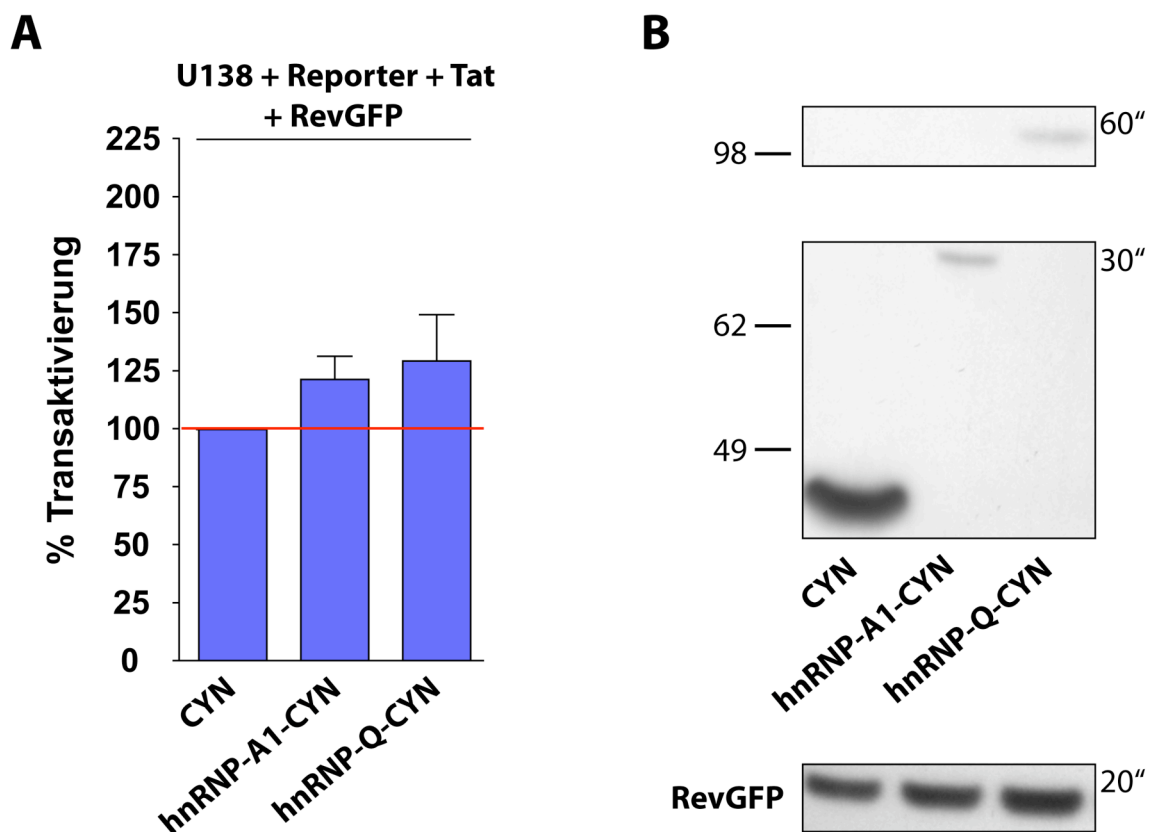 A
U138 + Reporter + Tat
+ RevGFP
% Transaktivierung
225
200
175
150
125
100
75
50
25
0
CYN
hnRNP-A1-CYN
hnRNP-Q-CYN
B
98
60“
62
49
30“
CYN
hnRNP-A1-CYN
hnRNP-Q-CYN
RevGFP
20“